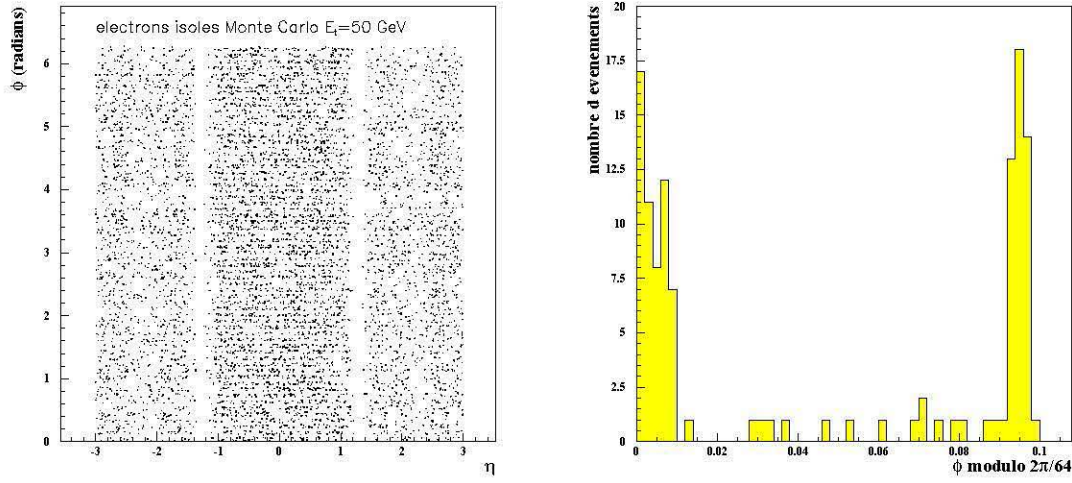 electrons isoles Monte Carlo Et=50 GeV
φ (radians)
6
5
4
3
2
1
0
-3 -2 -1 0 1 2 3
η
nombre d evenements
20
17.5
15
12.5
10
7.5
5
2.5
0
0 0.02 0.04 0.06 0.08 0.1
φ modulo 2π/64